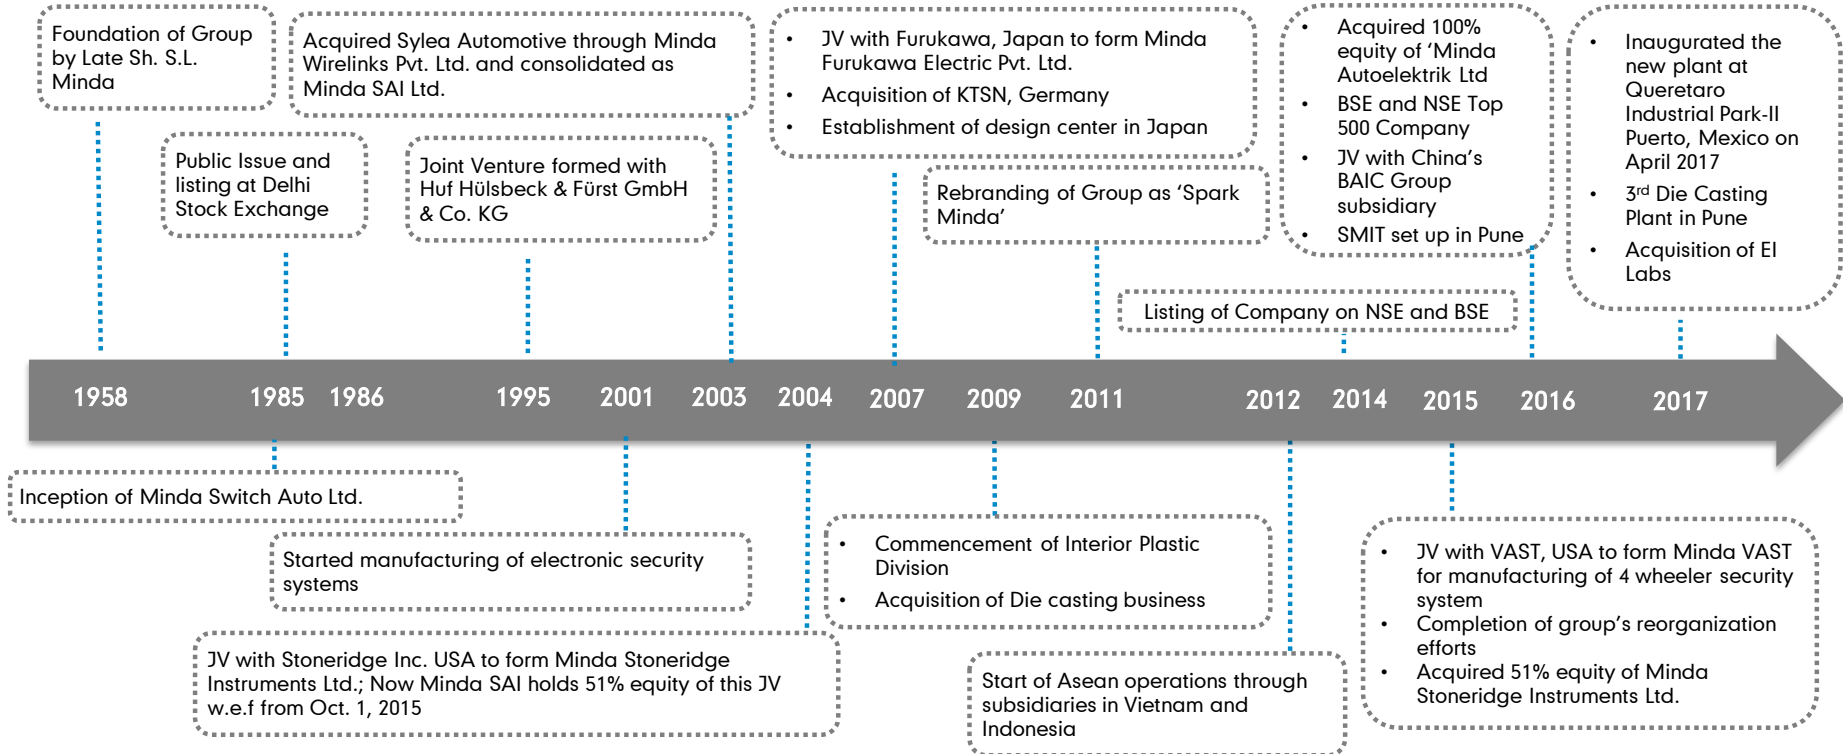 Foundation of Group
by Late Sh. S.L.
Minda
Acquired Sylea Automotive through Minda
Wirelinks Pvt. Ltd. and consolidated as
Minda SAI Ltd.
• JV with Furukawa, Japan to form Minda
Furukawa Electric Pvt. Ltd.
• Acquisition of KTSN, Germany
• Establishment of design center in Japan
• Acquired 100%
equity of ‘Minda
Autoelektrik Ltd
• BSE and NSE Top
500 Company
• JV with China’s
BAIC Group
subsidiary
• SMIT set up in Pune
• Inaugurated the
new plant at
Queretaro
Industrial Park-II
Puerto, Mexico on
April 2017
• 3rd Die Casting
Plant in Pune
• Acquisition of EI
Labs
Public Issue and
listing at Delhi
Stock Exchange
Joint Venture formed with
Huf Hülsbeck & Fürst GmbH
& Co. KG
Rebranding of Group as ‘Spark
Minda’
Listing of Company on NSE and BSE
1958 1985 1986 1995 2001 2003 2004 2007 2009 2011 2012 2014 2015 2016 2017
Inception of Minda Switch Auto Ltd.
Started manufacturing of electronic security
systems
JV with Stoneridge Inc. USA to form Minda Stoneridge
Instruments Ltd.; Now Minda SAI holds 51% equity of this JV
w.e.f from Oct. 1, 2015
• Commencement of Interior Plastic
Division
• Acquisition of Die casting business
Start of Asean operations through
subsidiaries in Vietnam and
Indonesia
• JV with VAST, USA to form Minda VAST
for manufacturing of 4 wheeler security
system
• Completion of group’s reorganization
efforts
• Acquired 51% equity of Minda
Stoneridge Instruments Ltd.